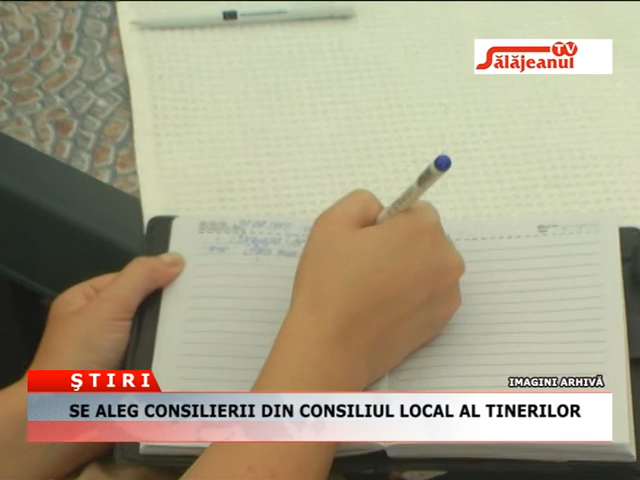 Sălăjeanul TV
ŞTIRI
IMAGINI ARHIVĂ
SE ALEG CONSILIERII DIN CONSILIUL LOCAL AL TINERILOR